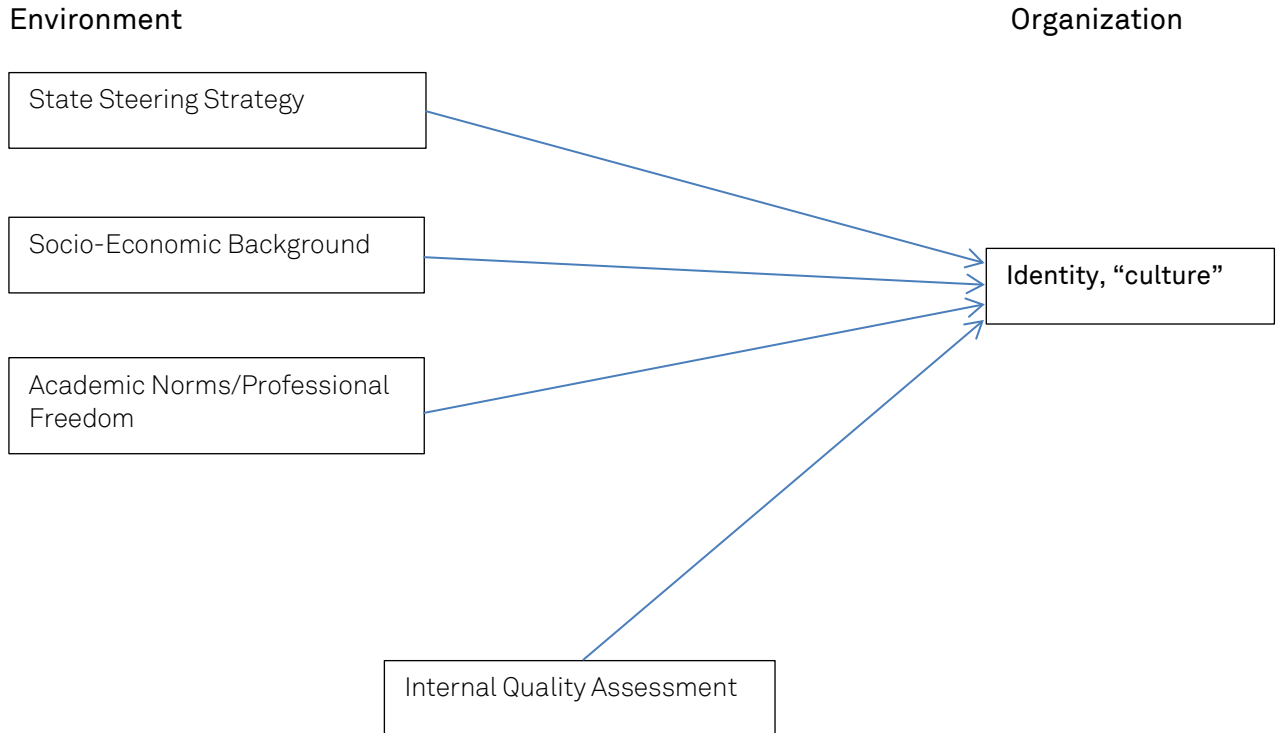 Environment
Organization
State Steering Strategy
Socio-Economic Background
Identity, “culture”
Academic Norms/Professional
Freedom
Internal Quality Assessment